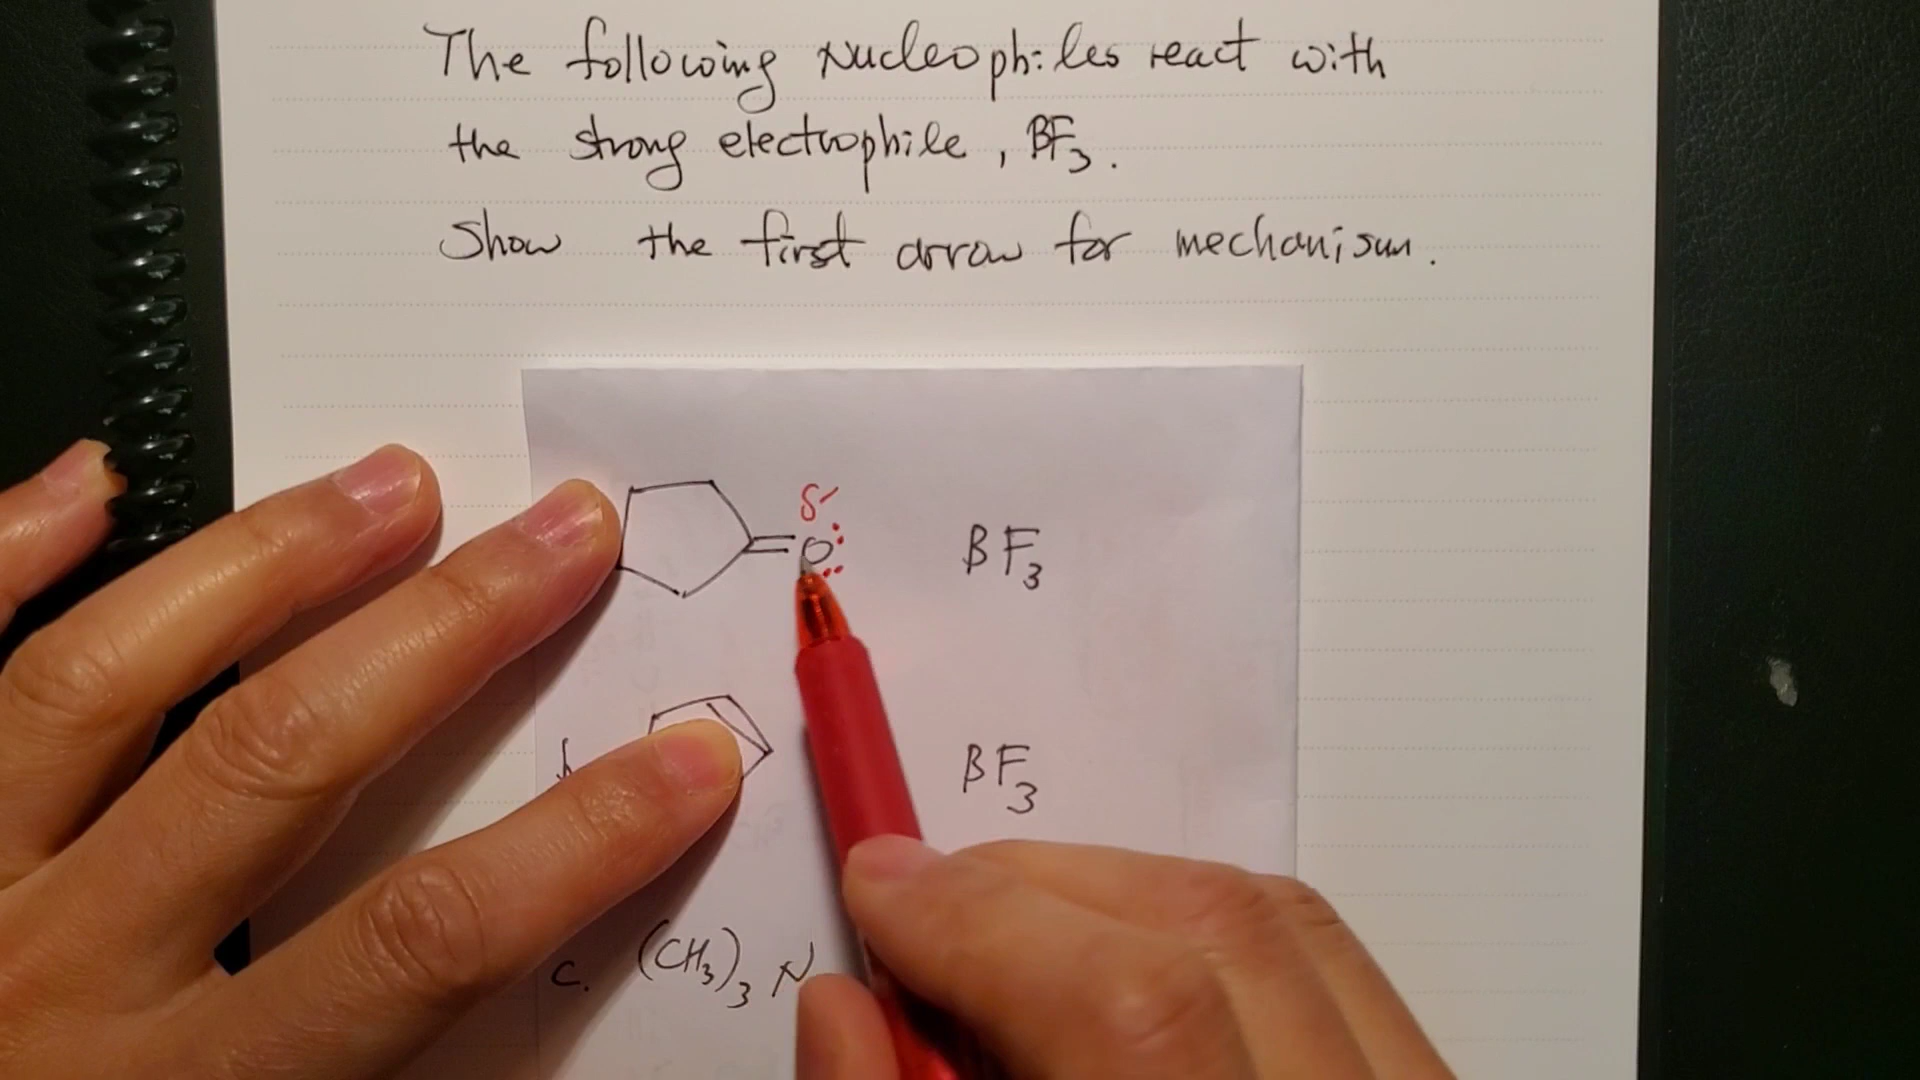 The following Nucleophiles react with
the strong electrophile, BF3.
Show the first arrow for mechanism.
δ-
O BF3
b BF3
c. (CH3)3 N